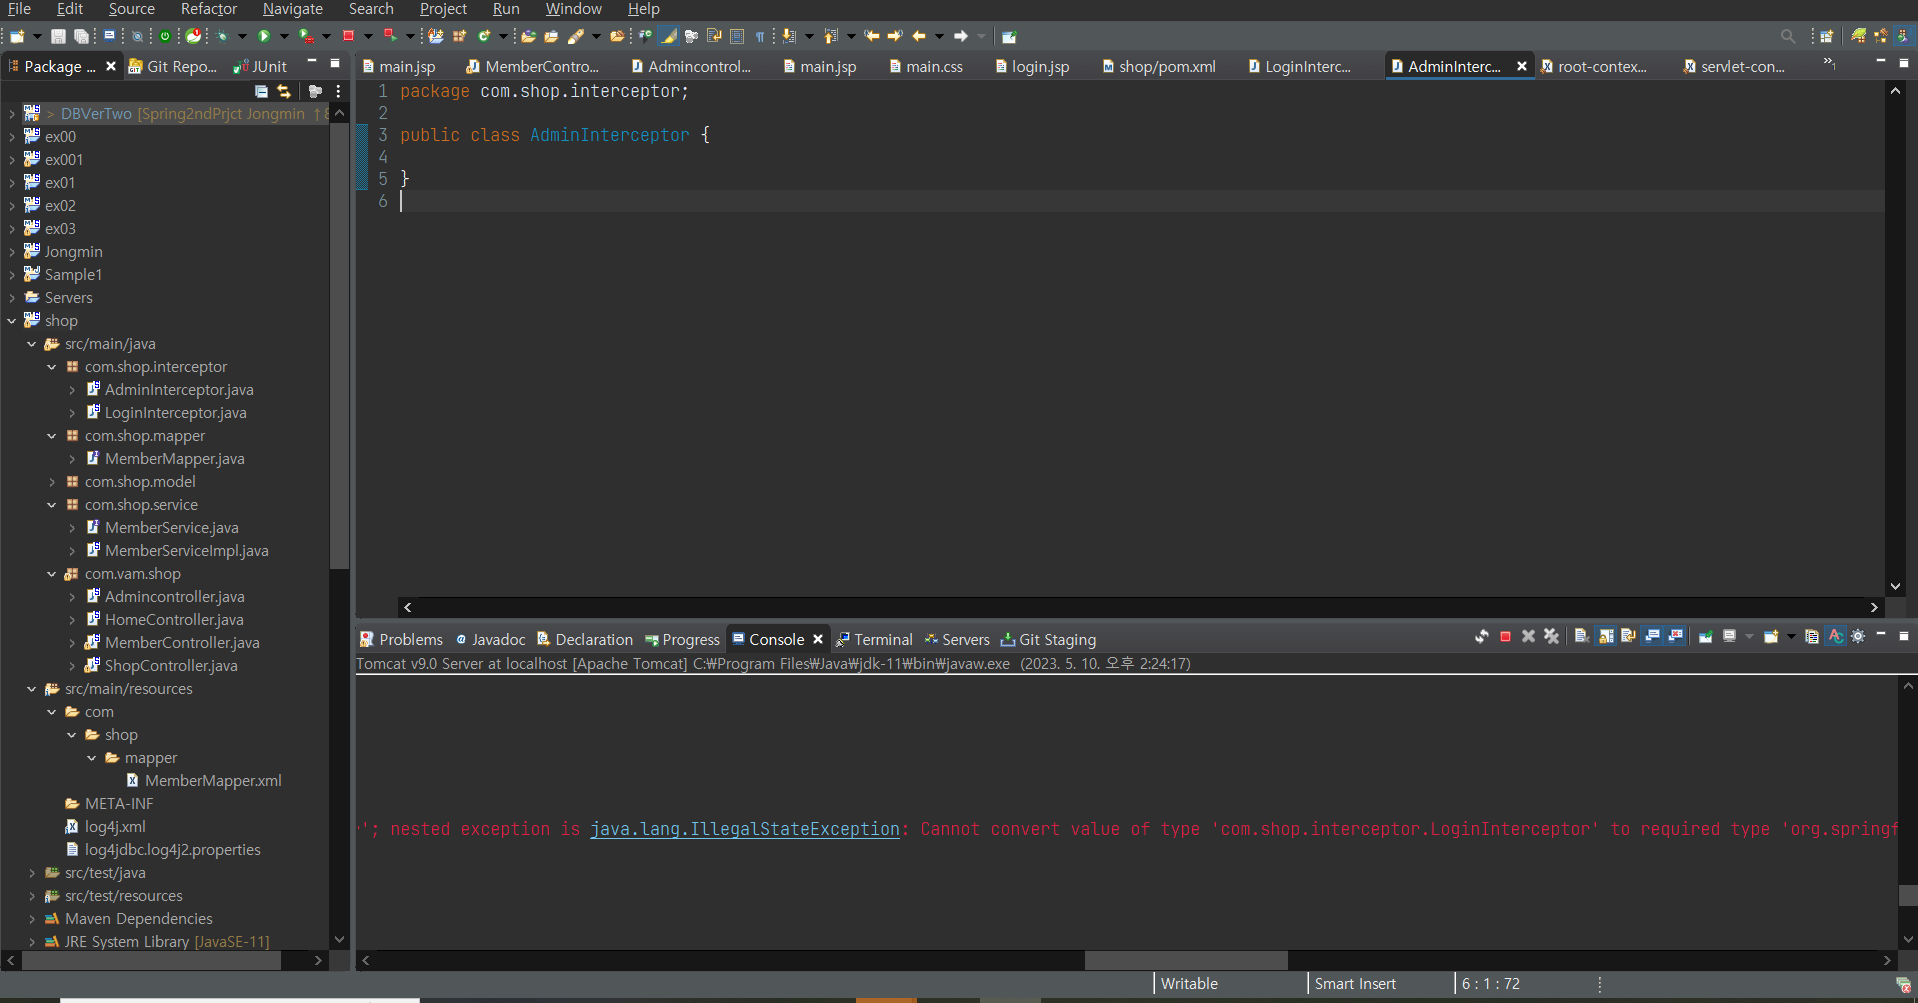 File Edit Source Refactor Navigate Search Project Run Window Help
Package ... Git Repo... JUnit
> DBVerTwo [Spring2ndPrjct Jongmin ↑8
ex00
ex001
ex01
ex02
ex03
Jongmin
Sample1
Servers
shop
src/main/java
com.shop.interceptor
AdminInterceptor.java
LoginInterceptor.java
com.shop.mapper
MemberMapper.java
com.shop.model
com.shop.service
MemberService.java
MemberServiceImpl.java
com.vam.shop
Admincontroller.java
HomeController.java
MemberController.java
ShopController.java
src/main/resources
com
shop
mapper
MemberMapper.xml
META-INF
log4j.xml
log4jdbc.log4j2.properties
src/test/java
src/test/resources
Maven Dependencies
JRE System Library [JavaSE-11]
main.jsp MemberContro... Admincontrol... main.jsp main.css login.jsp shop/pom.xml LoginInterc... AdminInterc... root-contex... servlet-con... »1
1 package com.shop.interceptor;
2
3 public class AdminInterceptor {
4
5 }
6
Problems @ Javadoc Declaration Progress Console Terminal Servers Git Staging
Tomcat v9.0 Server at localhost [Apache Tomcat] C:₩Program Files₩Java₩jdk-11₩bin₩javaw.exe (2023. 5. 10. 오후 2:24:17)
'; nested exception is java.lang.IllegalStateException: Cannot convert value of type 'com.shop.interceptor.LoginInterceptor' to required type 'org.springf
Writable Smart Insert 6 : 1 : 72